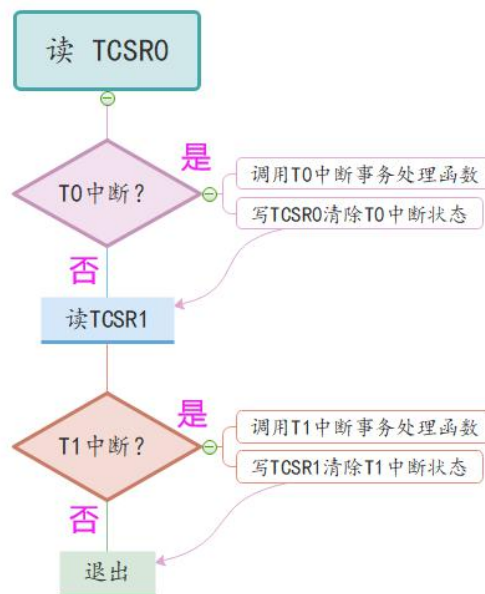 读 TCSR0
T0中断？
是
调用T0中断事务处理函数
写TCSR0清除T0中断状态
否
读TCSR1
T1中断？
是
调用T1中断事务处理函数
写TCSR1清除T1中断状态
否
退出